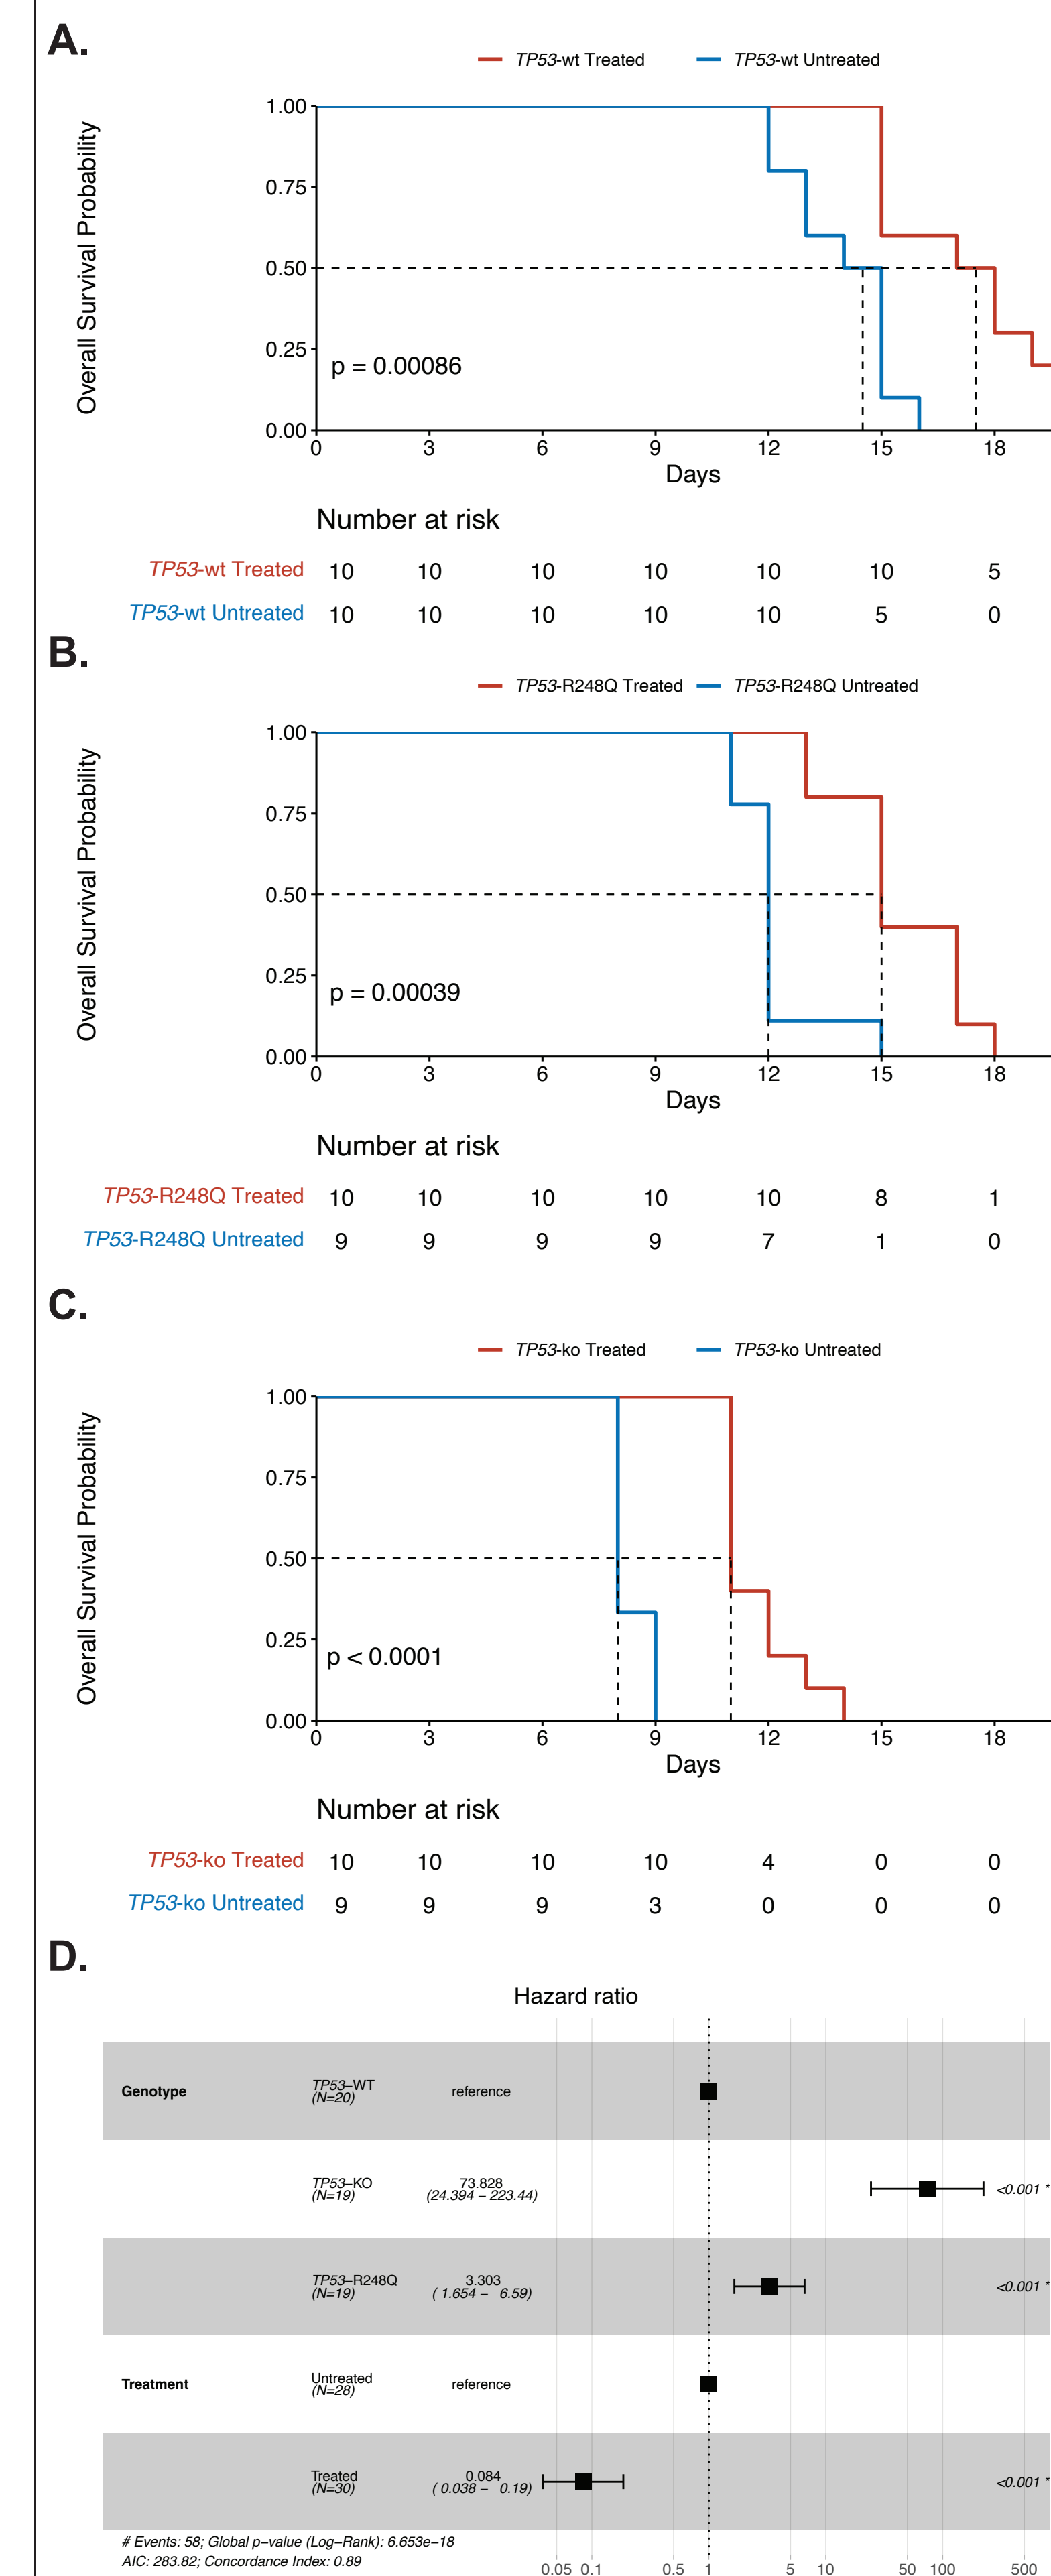 A.
TP53-wt Treated TP53-wt Untreated
Overall Survival Probability
1.00
0.75
0.50
0.25
0.00
p = 0.00086
0 3 6 9 12 15 18
Days
Number at risk
TP53-wt Treated 10 10 10 10 10 10 5
TP53-wt Untreated 10 10 10 10 10 5 0
B.
TP53-R248Q Treated TP53-R248Q Untreated
Overall Survival Probability
1.00
0.75
0.50
0.25
0.00
p = 0.00039
0 3 6 9 12 15 18
Days
Number at risk
TP53-R248Q Treated 10 10 10 10 10 8 1
TP53-R248Q Untreated 9 9 9 9 7 1 0
C.
TP53-ko Treated TP53-ko Untreated
Overall Survival Probability
1.00
0.75
0.50
0.25
0.00
p < 0.0001
0 3 6 9 12 15 18
Days
Number at risk
TP53-ko Treated 10 10 10 10 4 0 0
TP53-ko Untreated 9 9 9 3 0 0 0
D.
Hazard ratio
Genotype TP53–WT reference
(N=20)
TP53–KO 73.828
(N=19) (24.394 – 223.44) <0.001 *
TP53–R248Q 3.303
(N=19) ( 1.654 – 6.59) <0.001 *
Treatment Untreated reference
(N=28)
Treated 0.084
(N=30) ( 0.038 – 0.19) <0.001 *
# Events: 58; Global p–value (Log–Rank): 6.653e–18
AIC: 283.82; Concordance Index: 0.89
0.05 0.1 0.5 1 5 10 50 100 500